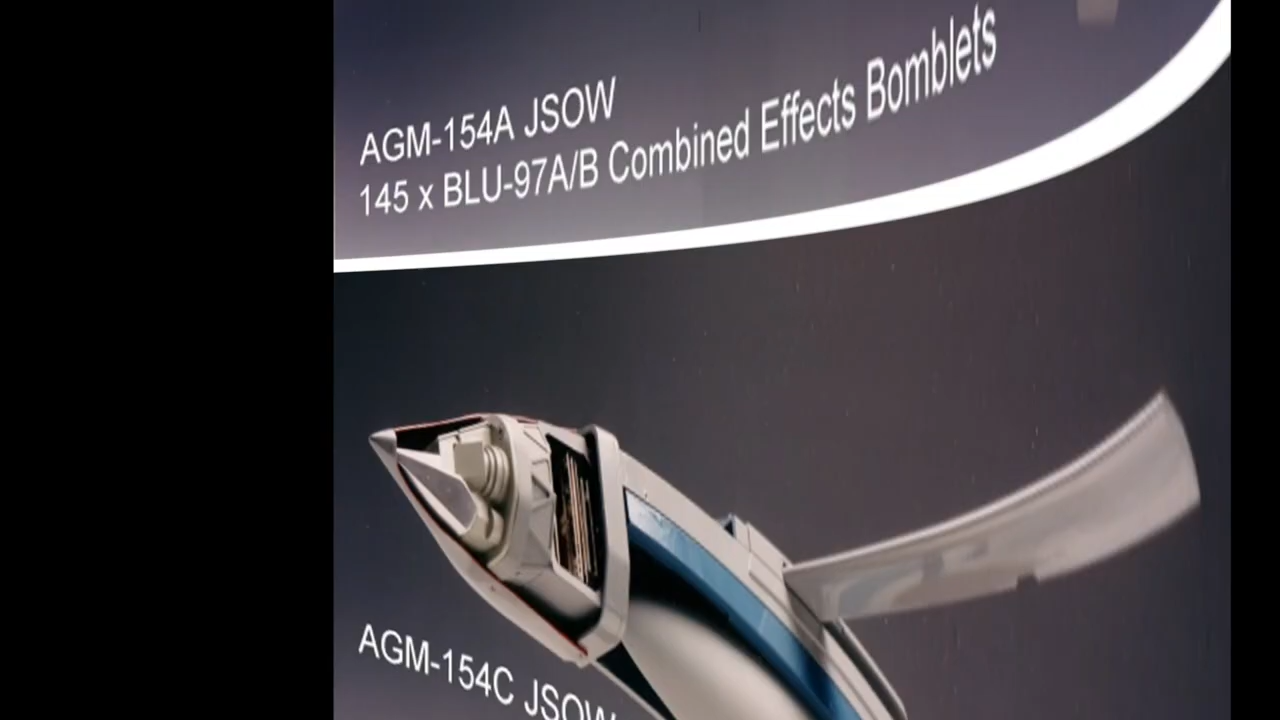 AGM-154A JSOW
145 x BLU-97A/B Combined Effects Bomblets
AGM-154C JSOW